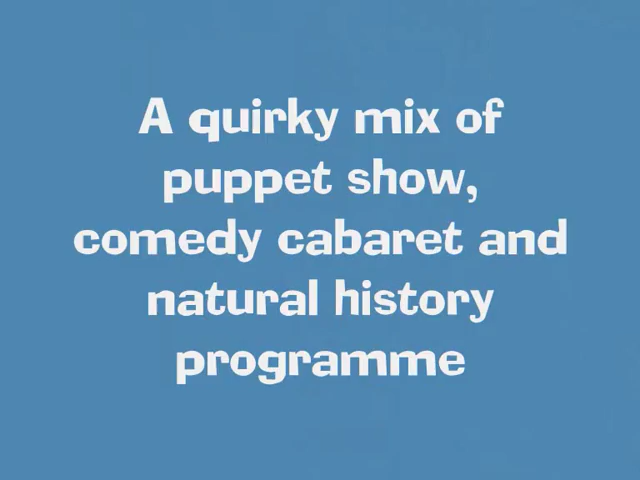 A quirky mix of
puppet show,
comedy cabaret and
natural history
programme